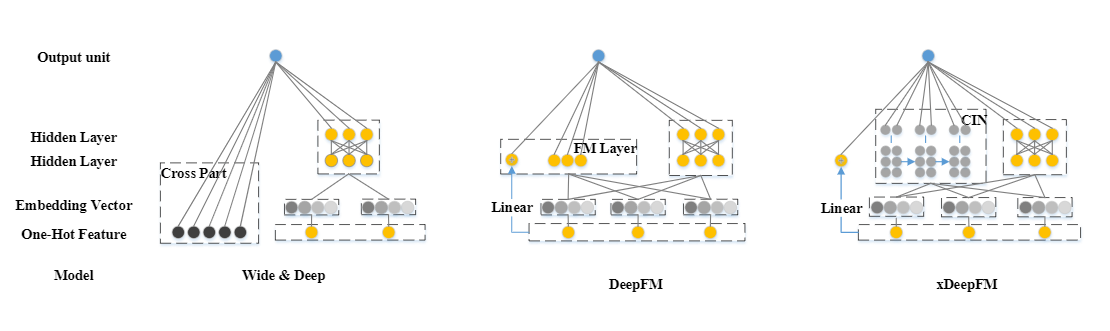 Output unit
Hidden Layer
CIN
Hidden Layer
FM Layer
Cross Part
Embedding Vector
Linear
Linear
One-Hot Feature
Model
Wide & Deep
DeepFM
xDeepFM